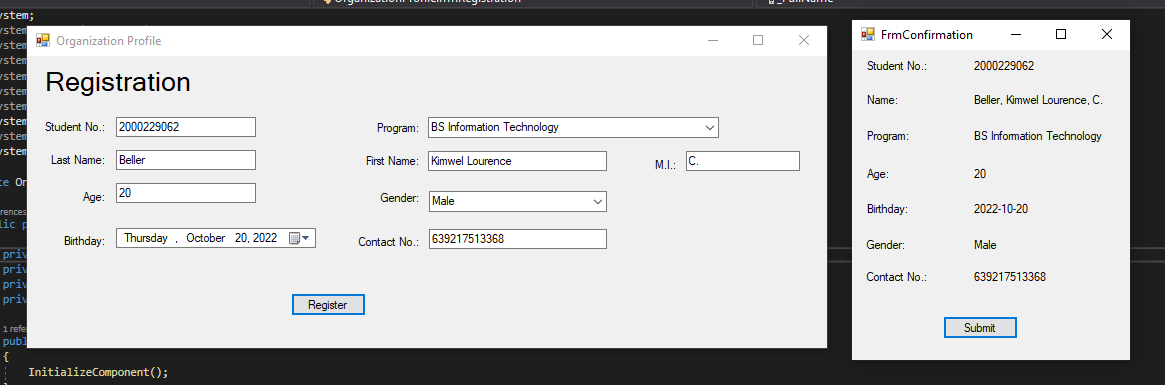 ystem;
Organization Profile
Registration
Student No.: 2000229062
Program: BS Information Technology
Last Name: Beller
First Name: Kimwel Lourence
M.I.: C.
Age: 20
Gender: Male
Birthday: Thursday , October 20, 2022
Contact No.: 639217513368
Register
FrmConfirmation
Student No.: 2000229062
Name: Beller, Kimwel Lourence, C.
Program: BS Information Technology
Age: 20
Birthday: 2022-10-20
Gender: Male
Contact No.: 639217513368
Submit
ystem
ystem
ystem
ystem
ystem
ystem
ystem
ystem
ystem
te Or
rences
lic p
priv
priv
priv
priv
1 refe
publ
{
InitializeComponent();